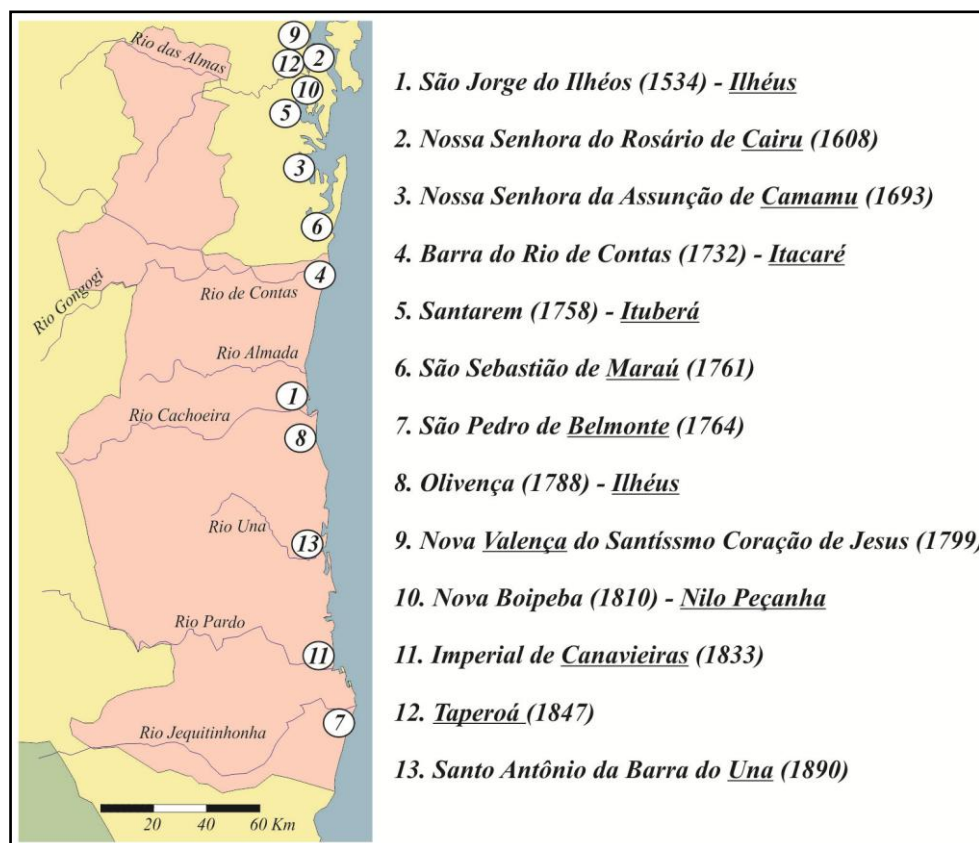 9
Rio das Almas
2
12
10
5
3
6
4
Rio de Contas
Rio Gongogi
Rio Almada
1
Rio Cachoeira
8
Rio Una
13
Rio Pardo
11
7
Rio Jequitinhonha
20 40 60 Km
1. São Jorge do Ilhéos (1534) - Ilhéus
2. Nossa Senhora do Rosário de Cairu (1608)
3. Nossa Senhora da Assunção de Camamu (1693)
4. Barra do Rio de Contas (1732) - Itacaré
5. Santarem (1758) - Ituberá
6. São Sebastião de Maraú (1761)
7. São Pedro de Belmonte (1764)
8. Olivença (1788) - Ilhéus
9. Nova Valença do Santíssmo Coração de Jesus (1799)
10. Nova Boipeba (1810) - Nilo Peçanha
11. Imperial de Canavieiras (1833)
12. Taperoá (1847)
13. Santo Antônio da Barra do Una (1890)